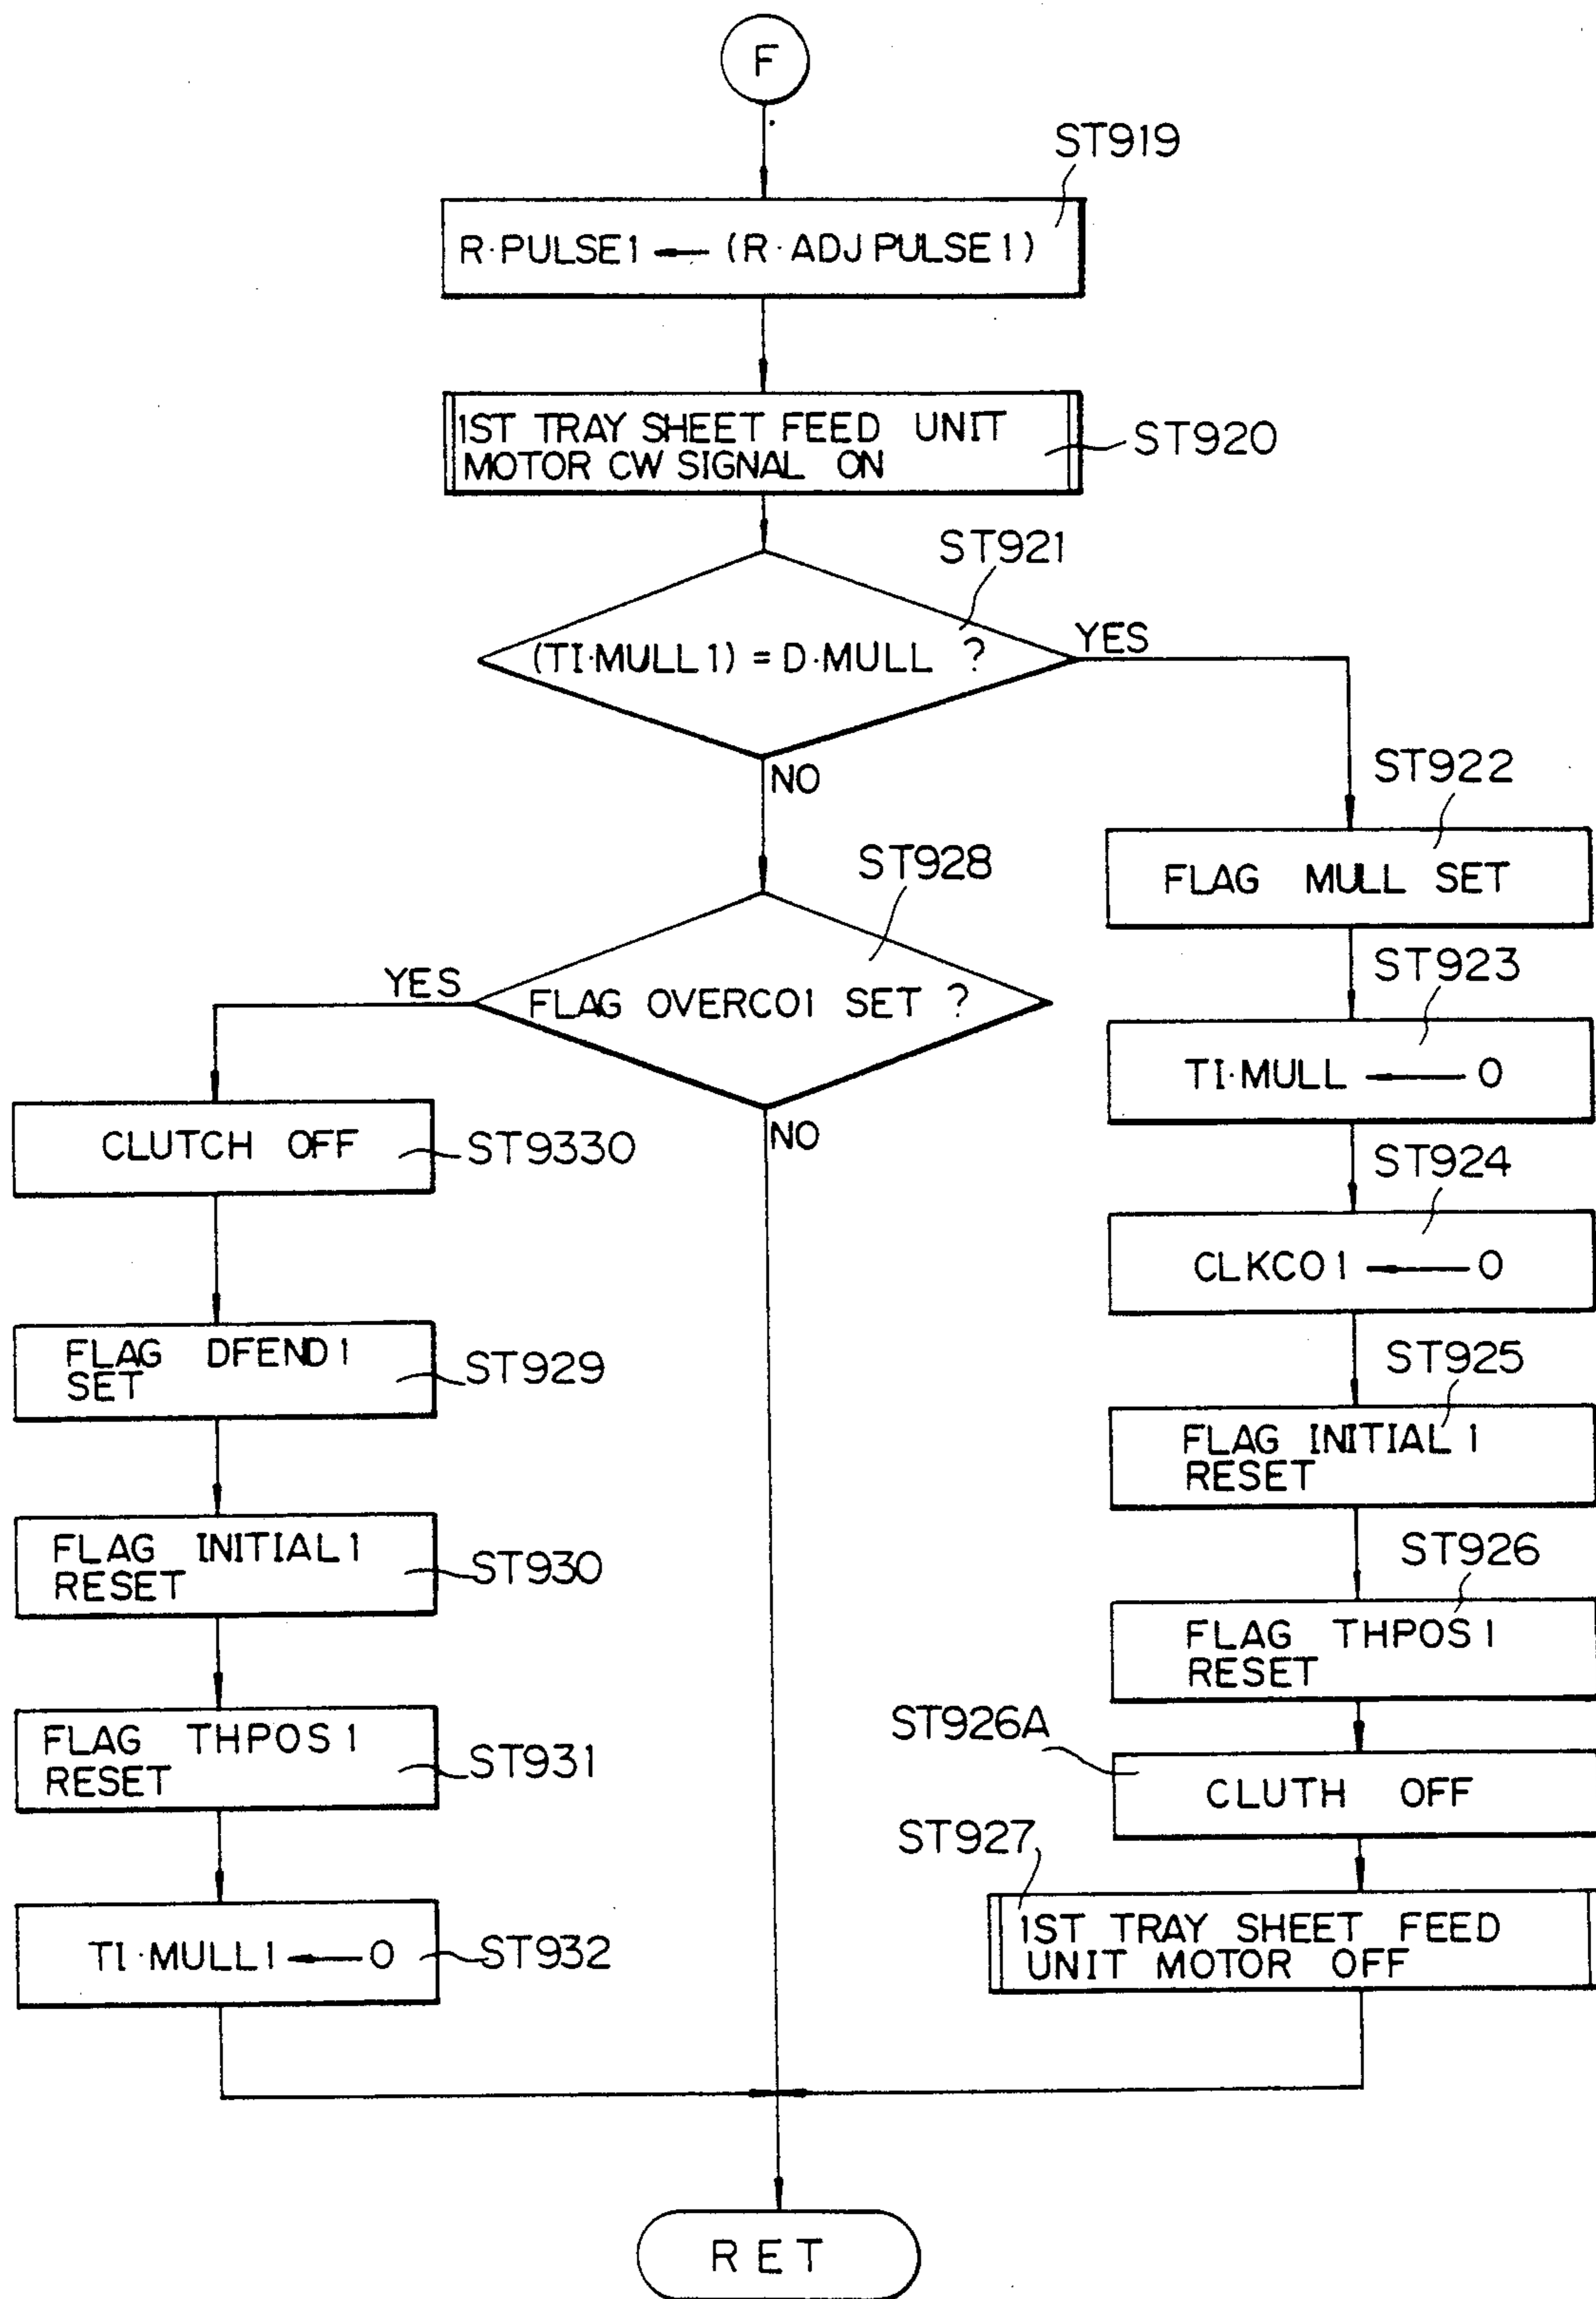 F
ST919
R·PULSE1 ← (R·ADJ PULSE1)
1ST TRAY SHEET FEED UNIT
MOTOR CW SIGNAL ON
ST920
ST921
(TI·MULL1) = D·MULL ?
YES
NO
ST922
FLAG MULL SET
ST928
FLAG OVERCO1 SET ?
YES
NO
ST923
TI·MULL ← 0
CLUTCH OFF
ST9330
ST924
CLKCO1 ← 0
FLAG DFEND1
SET
ST929
ST925
FLAG INITIAL1
RESET
FLAG INITIAL1
RESET
ST930
ST926
FLAG THPOS1
RESET
FLAG THPOS1
RESET
ST931
ST926A
CLUTH OFF
ST927
1ST TRAY SHEET FEED
UNIT MOTOR OFF
TI·MULL1 ← 0
ST932
RET